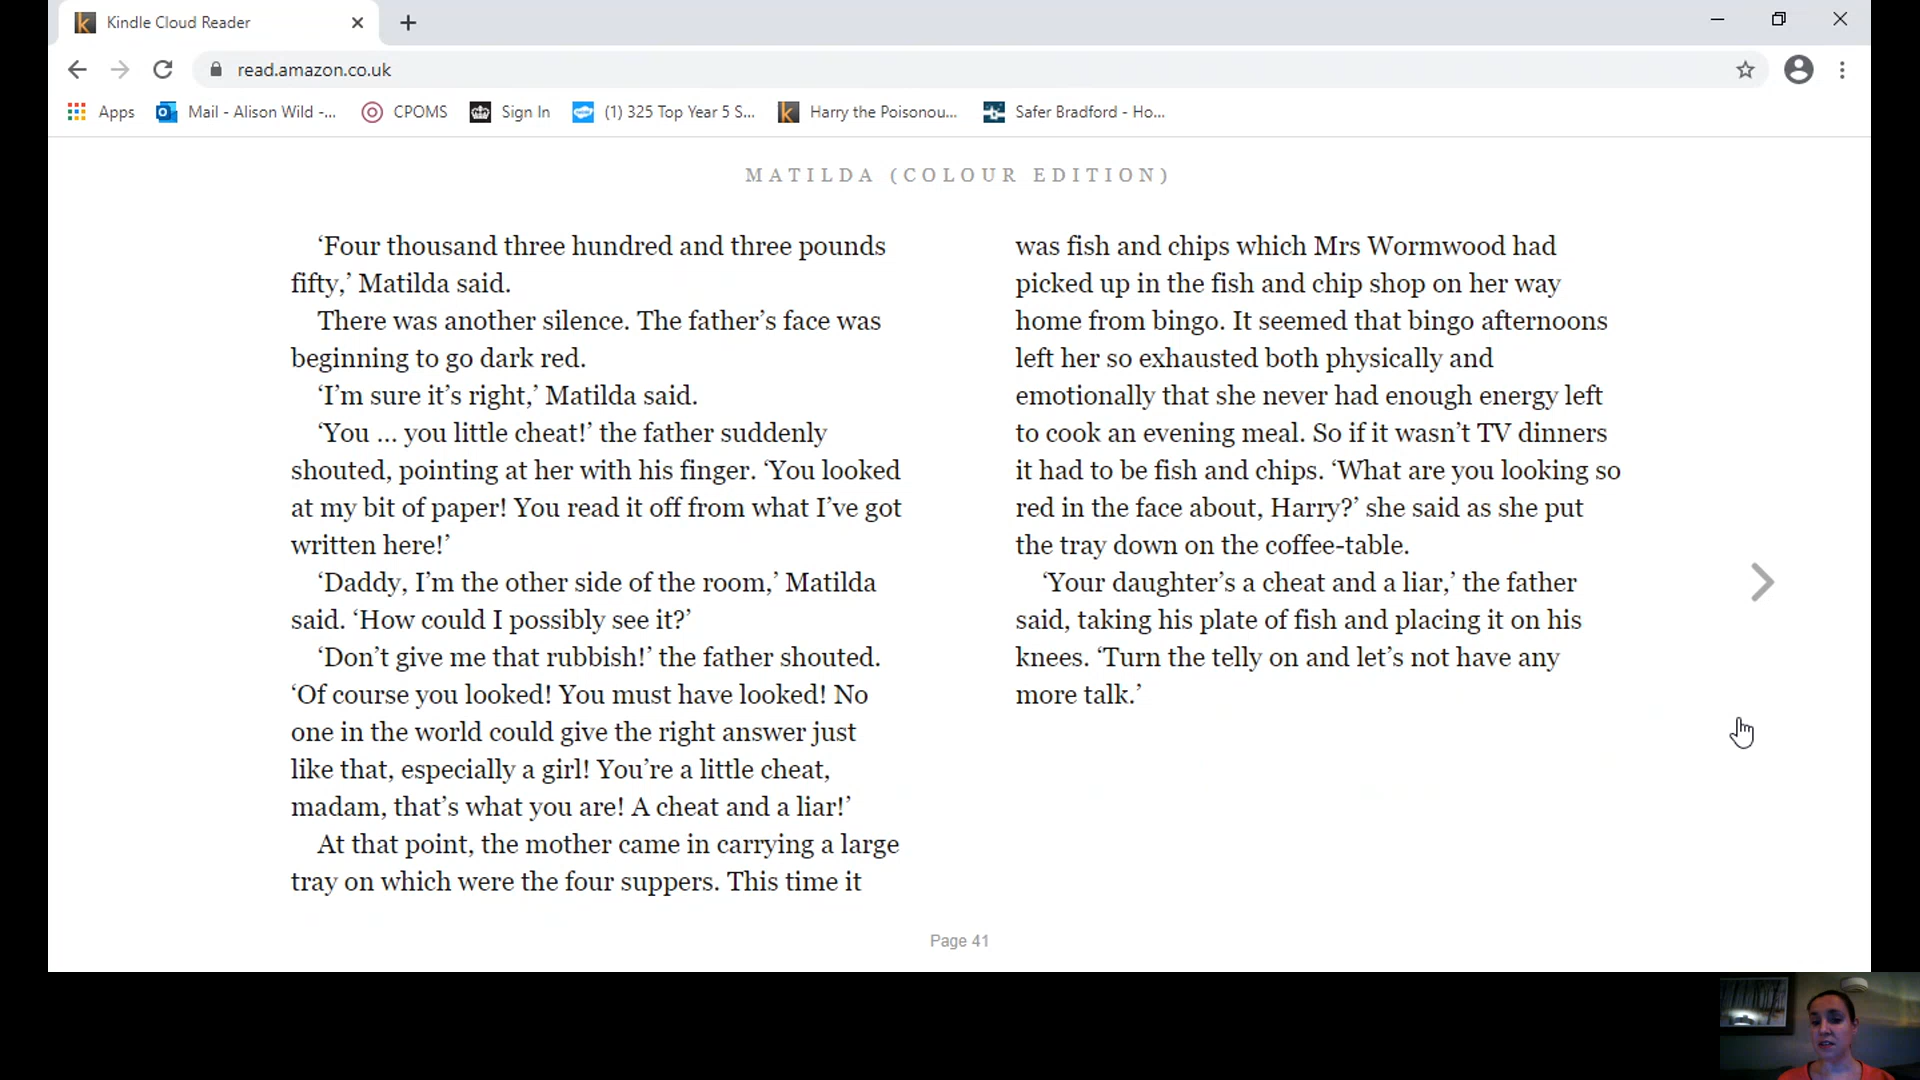 Kindle Cloud Reader
read.amazon.co.uk
Apps
Mail - Alison Wild -...
CPOMS
Sign In
(1) 325 Top Year 5 S...
Harry the Poisonou...
Safer Bradford - Ho...
MATILDA (COLOUR EDITION)
‘Four thousand three hundred and three pounds
fifty,’ Matilda said.
There was another silence. The father’s face was
beginning to go dark red.
‘I’m sure it’s right,’ Matilda said.
‘You ... you little cheat!’ the father suddenly
shouted, pointing at her with his finger. ‘You looked
at my bit of paper! You read it off from what I’ve got
written here!’
‘Daddy, I’m the other side of the room,’ Matilda
said. ‘How could I possibly see it?’
‘Don’t give me that rubbish!’ the father shouted.
‘Of course you looked! You must have looked! No
one in the world could give the right answer just
like that, especially a girl! You’re a little cheat,
madam, that’s what you are! A cheat and a liar!’
At that point, the mother came in carrying a large
tray on which were the four suppers. This time it
was fish and chips which Mrs Wormwood had
picked up in the fish and chip shop on her way
home from bingo. It seemed that bingo afternoons
left her so exhausted both physically and
emotionally that she never had enough energy left
to cook an evening meal. So if it wasn’t TV dinners
it had to be fish and chips. ‘What are you looking so
red in the face about, Harry?’ she said as she put
the tray down on the coffee-table.
‘Your daughter’s a cheat and a liar,’ the father
said, taking his plate of fish and placing it on his
knees. ‘Turn the telly on and let’s not have any
more talk.’
Page 41